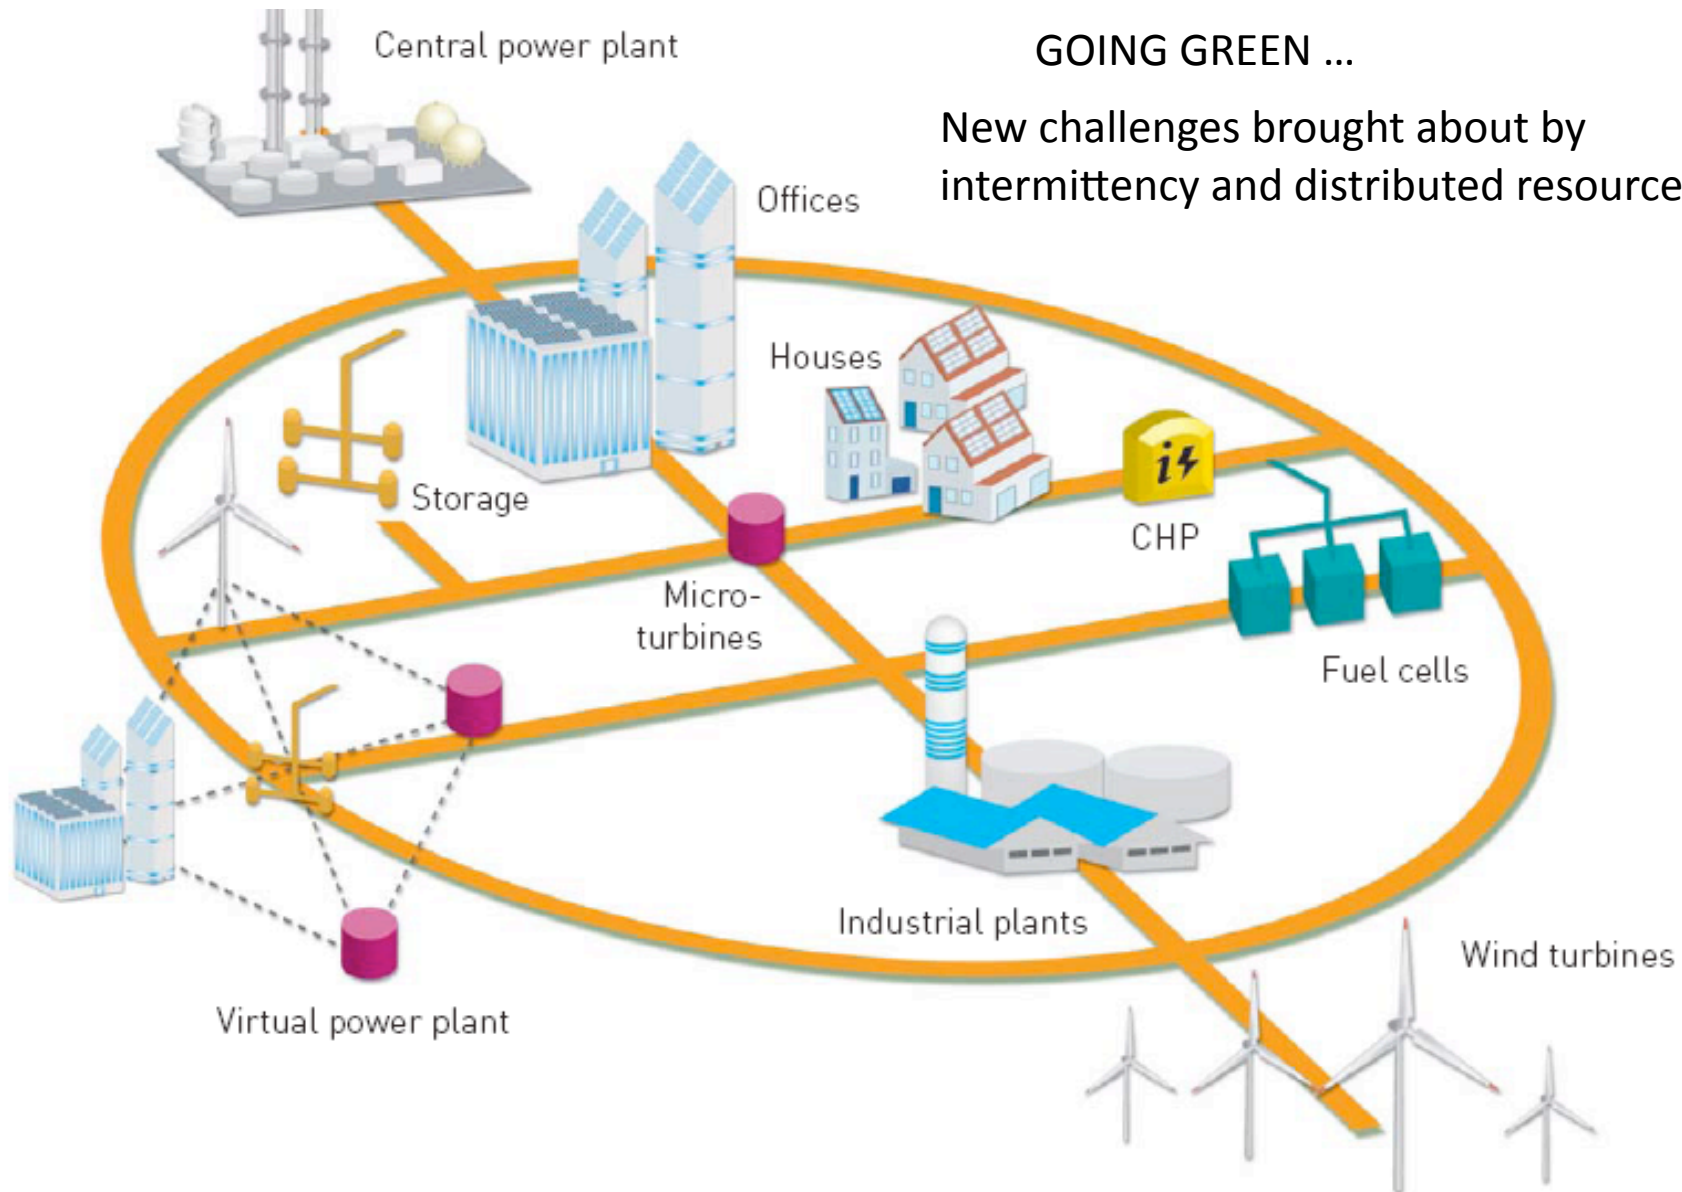 Central power plant
GOING GREEN ...
New challenges brought about by
intermittency and distributed resource
Offices
Houses
Storage
CHP
Micro-
turbines
Fuel cells
Industrial plants
Wind turbines
Virtual power plant
i